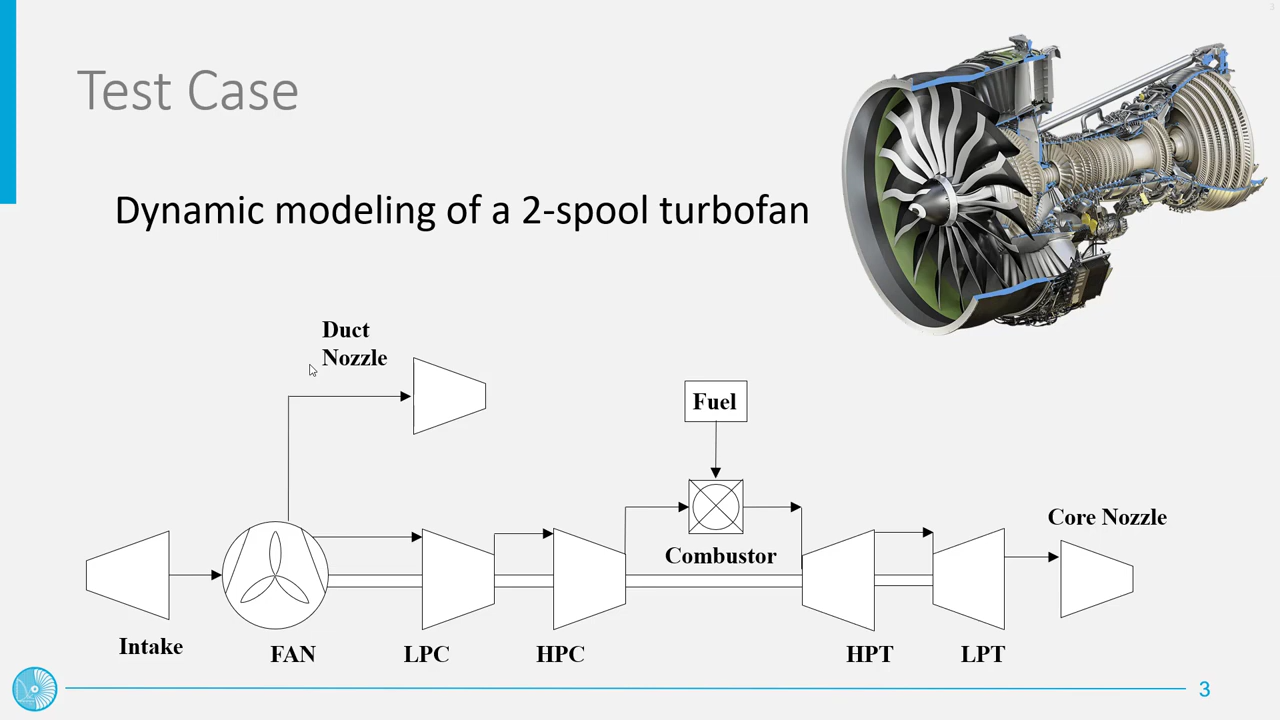 Test Case
Dynamic modeling of a 2-spool turbofan
Duct
Nozzle
Fuel
Combustor
Core Nozzle
Intake
FAN
LPC
HPC
HPT
LPT
3
3